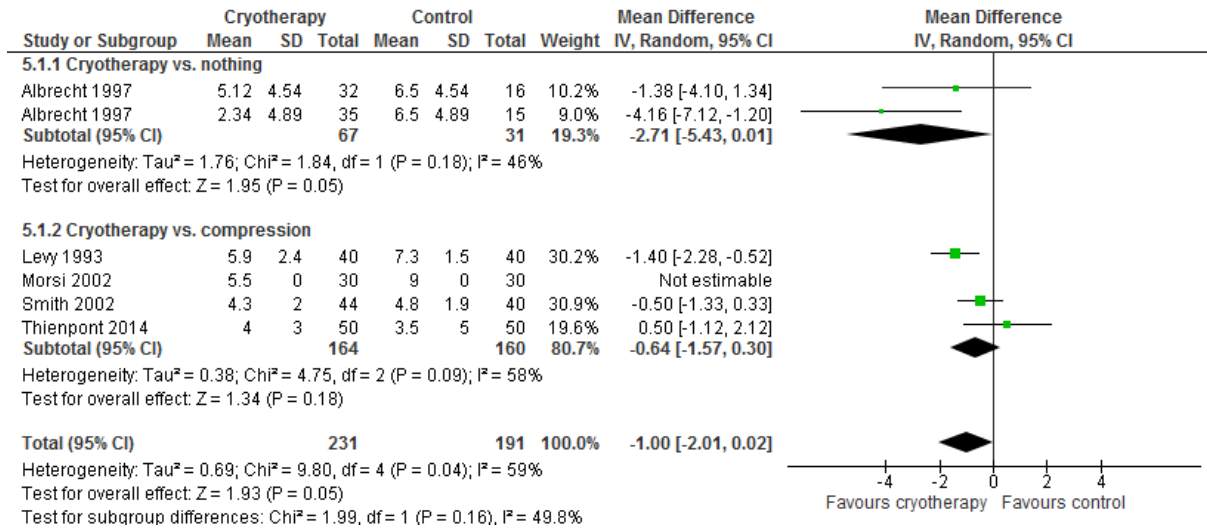 Cryotherapy Control Mean Difference Mean Difference
Study or Subgroup Mean SD Total Mean SD Total Weight IV, Random, 95% CI IV, Random, 95% CI
5.1.1 Cryotherapy vs. nothing
Albrecht 1997 5.12 4.54 32 6.5 4.54 16 10.2% -1.38 [-4.10, 1.34]
Albrecht 1997 2.34 4.89 35 6.5 4.89 15 9.0% -4.16 [-7.12, -1.20]
Subtotal (95% CI) 67 31 19.3% -2.71 [-5.43, 0.01]
Heterogeneity: Tau² = 1.76; Chi² = 1.84, df = 1 (P = 0.18); I² = 46%
Test for overall effect: Z = 1.95 (P = 0.05)
5.1.2 Cryotherapy vs. compression
Levy 1993 5.9 2.4 40 7.3 1.5 40 30.2% -1.40 [-2.28, -0.52]
Morsi 2002 5.5 0 30 9 0 30 Not estimable
Smith 2002 4.3 2 44 4.8 1.9 40 30.9% -0.50 [-1.33, 0.33]
Thienpont 2014 4 3 50 3.5 5 50 19.6% 0.50 [-1.12, 2.12]
Subtotal (95% CI) 164 160 80.7% -0.64 [-1.57, 0.30]
Heterogeneity: Tau² = 0.38; Chi² = 4.75, df = 2 (P = 0.09); I² = 58%
Test for overall effect: Z = 1.34 (P = 0.18)
Total (95% CI) 231 191 100.0% -1.00 [-2.01, 0.02]
Heterogeneity: Tau² = 0.69; Chi² = 9.80, df = 4 (P = 0.04); I² = 59%
Test for overall effect: Z = 1.93 (P = 0.05)
Test for subgroup differences: Chi² = 1.99, df = 1 (P = 0.16), I² = 49.8%
-4 -2 0 2 4
Favours cryotherapy Favours control